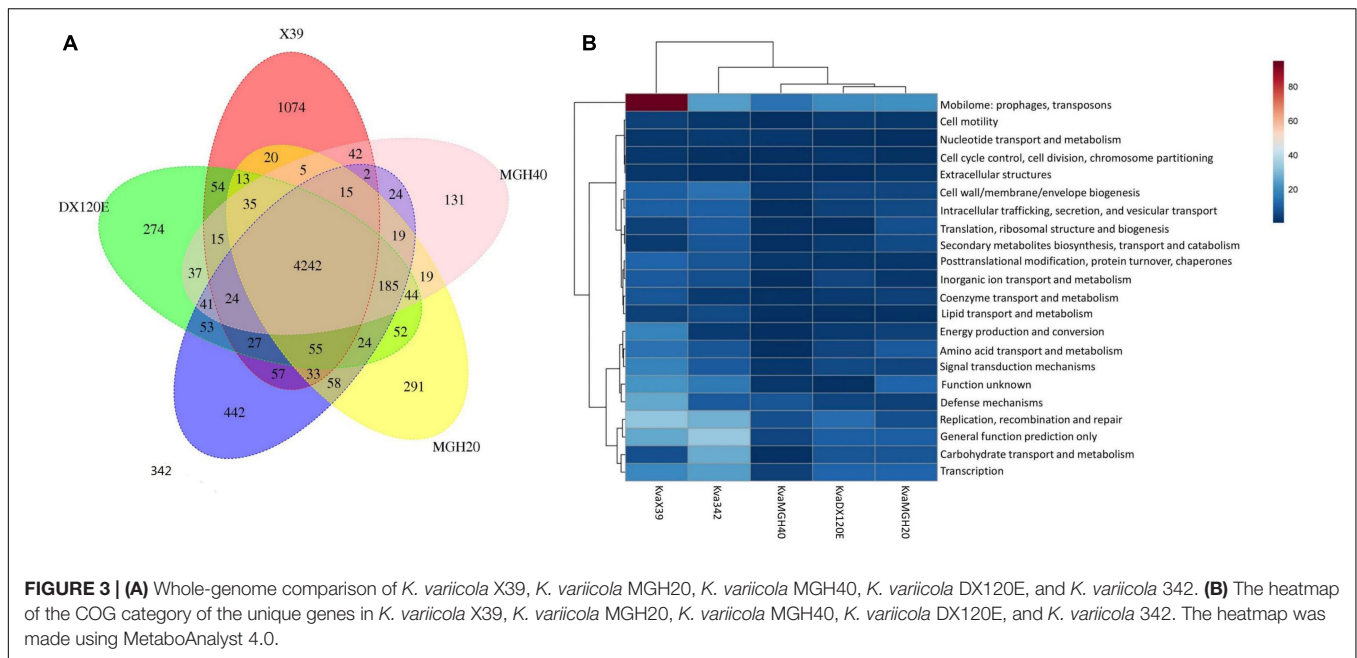 A
X39
B
1074
20
42
5
2
MGH40
54
13
15
24
131
DX120E
35
19
274
15
4242
37
19
185
44
41
24
53
52
27
55
24
57
33
58
291
442
MGH20
342
80
60
40
20
Mobilome: prophages, transposons
Cell motility
Nucleotide transport and metabolism
Cell cycle control, cell division, chromosome partitioning
Extracellular structures
Cell wall/membrane/envelope biogenesis
Intracellular trafficking, secretion, and vesicular transport
Translation, ribosomal structure and biogenesis
Secondary metabolites biosynthesis, transport and catabolism
Posttranslational modification, protein turnover, chaperones
Inorganic ion transport and metabolism
Coenzyme transport and metabolism
Lipid transport and metabolism
Energy production and conversion
Amino acid transport and metabolism
Signal transduction mechanisms
Function unknown
Defense mechanisms
Replication, recombination and repair
General function prediction only
Carbohydrate transport and metabolism
Transcription
KvaX39
Kva342
KvaMGH40
KvaDX120E
KvaMGH20
FIGURE 3 | (A) Whole-genome comparison of K. variicola X39, K. variicola MGH20, K. variicola MGH40, K. variicola DX120E, and K. variicola 342. (B) The heatmap
of the COG category of the unique genes in K. variicola X39, K. variicola MGH20, K. variicola MGH40, K. variicola DX120E, and K. variicola 342. The heatmap was
made using MetaboAnalyst 4.0.